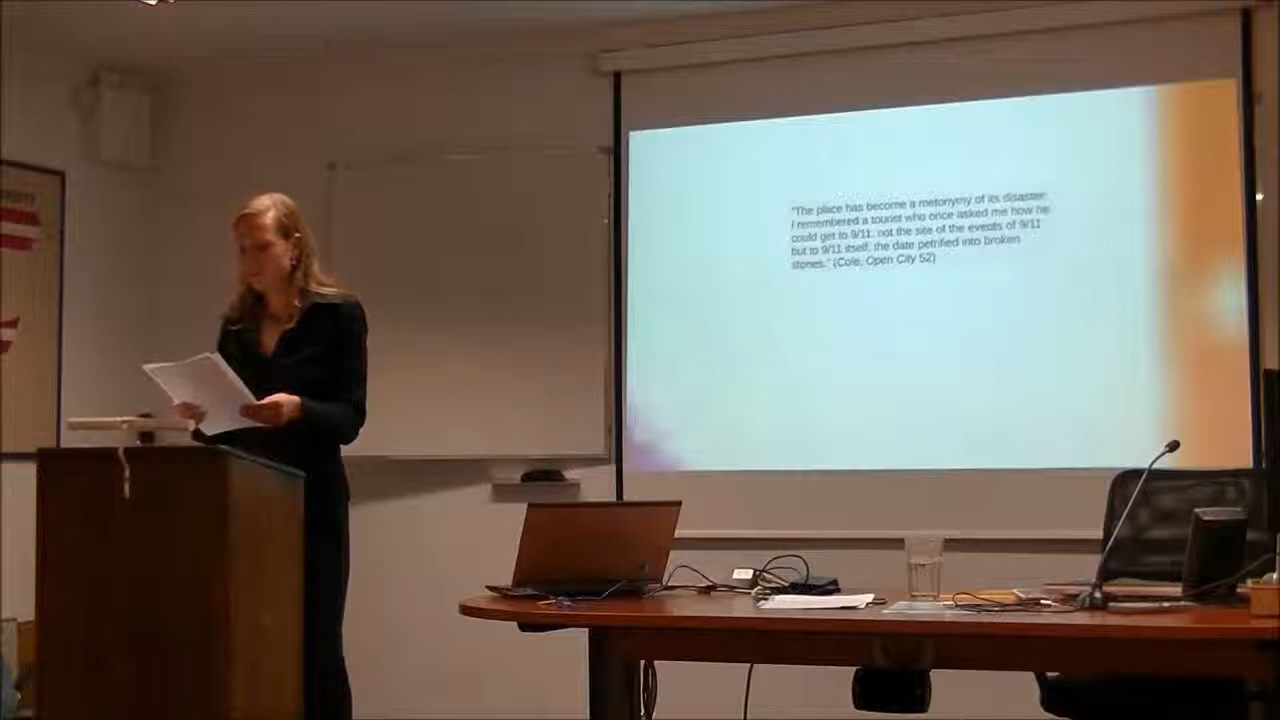 "The place has become a metonymy of its disaster:
I remembered a tourist who once asked me how he
could get to 9/11: not the site of the events of 9/11
but to 9/11 itself, the date petrified into broken
stones." (Cole, Open City 52)